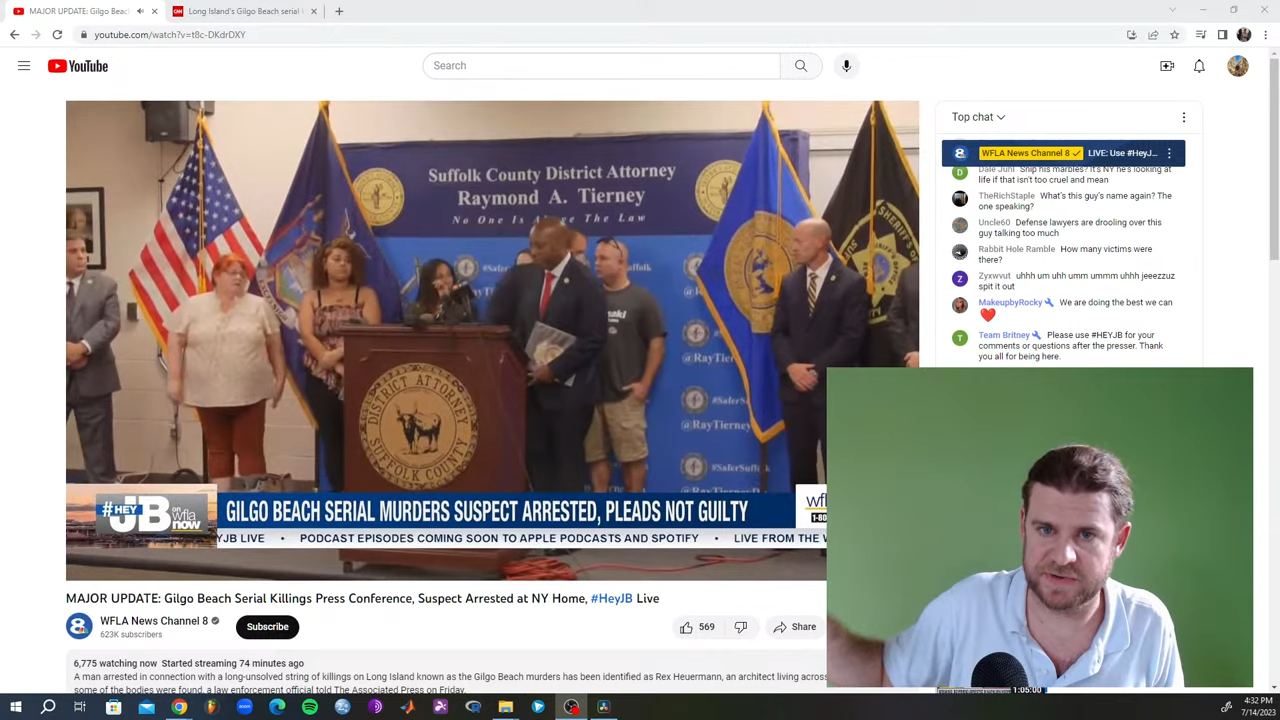 MAJOR UPDATE: Gilgo Beac
Long Island's Gilgo Beach serial k
youtube.com/watch?v=t8c-DKdrDXY
YouTube
Search
Suffolk County District Attorney
Raymond A. Tierney
No One Is Above the Law
DISTRICT ATTORNEY
SUFFOLK COUNTY
#HEY JB on wfla now
GILGO BEACH SERIAL MURDERS SUSPECT ARRESTED, PLEADS NOT GUILTY
YJB LIVE • PODCAST EPISODES COMING SOON TO APPLE PODCASTS AND SPOTIFY • LIVE FROM THE W
MAJOR UPDATE: Gilgo Beach Serial Killings Press Conference, Suspect Arrested at NY Home, #HeyJB Live
WFLA News Channel 8
623K subscribers
Subscribe
569
Share
6,775 watching now Started streaming 74 minutes ago
A man arrested in connection with a long-unsolved string of killings on Long Island known as the Gilgo Beach murders has been identified as Rex Heuermann, an architect living across
some of the bodies were found, a law enforcement official told The Associated Press on Friday.
Top chat
WFLA News Channel 8 LIVE: Use #HeyJ...
Dale Juni Snip his marbles? It's NY he's looking at
life if that isn't too cruel and mean
TheRichStaple What's this guy's name again? The
one speaking?
Uncle60 Defense lawyers are drooling over this
guy talking too much
Rabbit Hole Ramble How many victims were
there?
Zyxwvut uhhh um uhh umm ummm uhhh jeeezzuz
spit it out
MakeupbyRocky We are doing the best we can
Team Britney Please use #HEYJB for your
comments or questions after the presser. Thank
you all for being here.
1:05:00
4:32 PM
7/14/2023